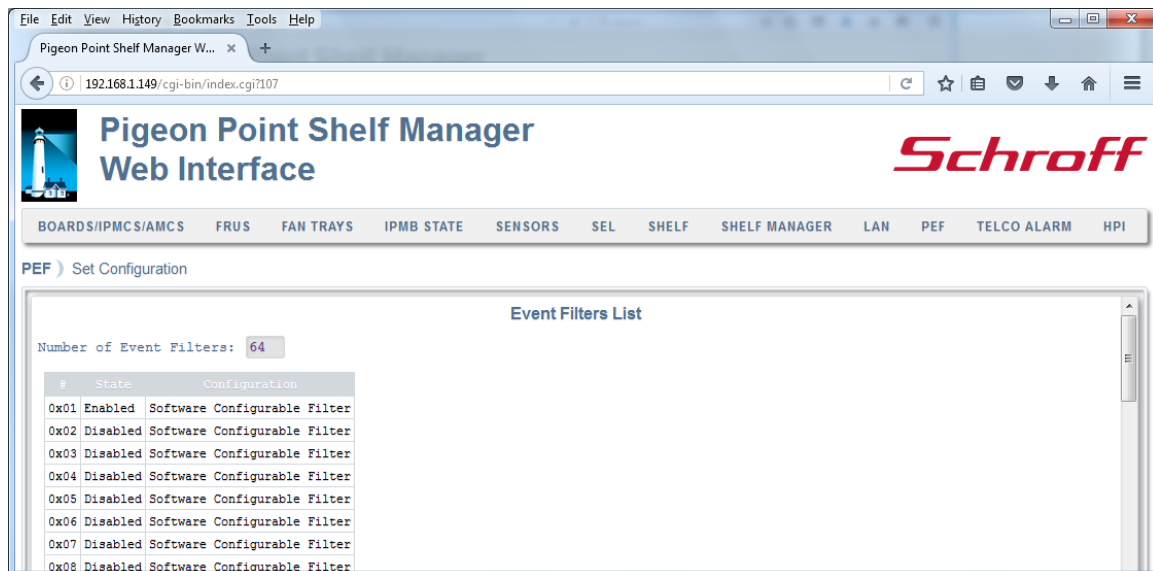 File Edit View History Bookmarks Tools Help
Pigeon Point Shelf Manager W... × +
192.168.1.149/cgi-bin/index.cgi?107
Pigeon Point Shelf Manager
Web Interface
Schroff
BOARDS/IPMCS/AMCS FRUS FAN TRAYS IPMB STATE SENSORS SEL SHELF SHELF MANAGER LAN PEF TELCO ALARM HPI
PEF ) Set Configuration
Event Filters List
Number of Event Filters: 64
# State Configuration
0x01 Enabled Software Configurable Filter
0x02 Disabled Software Configurable Filter
0x03 Disabled Software Configurable Filter
0x04 Disabled Software Configurable Filter
0x05 Disabled Software Configurable Filter
0x06 Disabled Software Configurable Filter
0x07 Disabled Software Configurable Filter
0x08 Disabled Software Configurable Filter